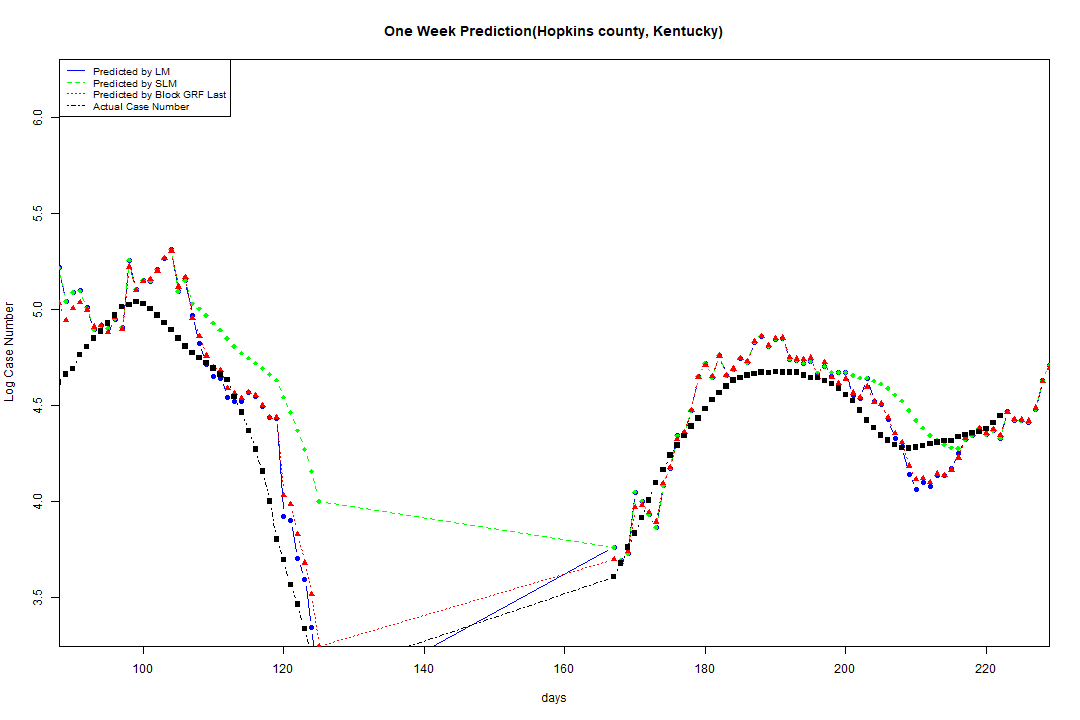 One Week Prediction(Hopkins county, Kentucky)
Predicted by LM
Predicted by SLM
Predicted by Block GRF Last
Actual Case Number
Log Case Number
6.0
5.5
5.0
4.5
4.0
3.5
100 120 140 160 180 200 220
days